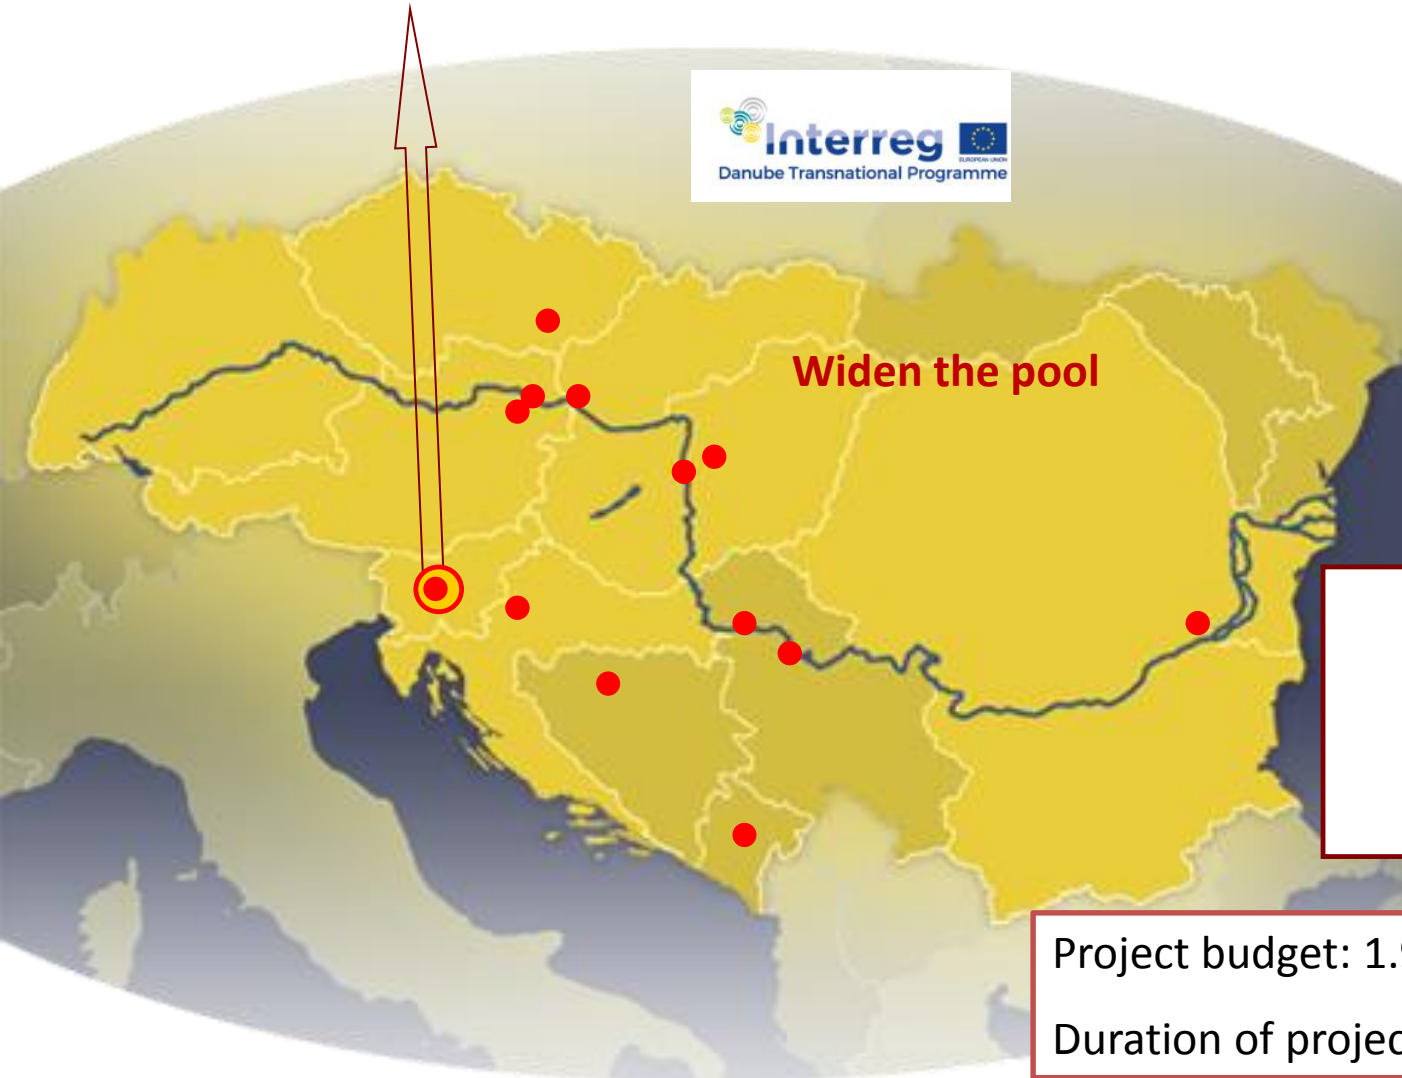 Interreg
EUROPEAN UNION
Danube Transnational Programme
Widen the pool
Project budget: 1.
Duration of projec